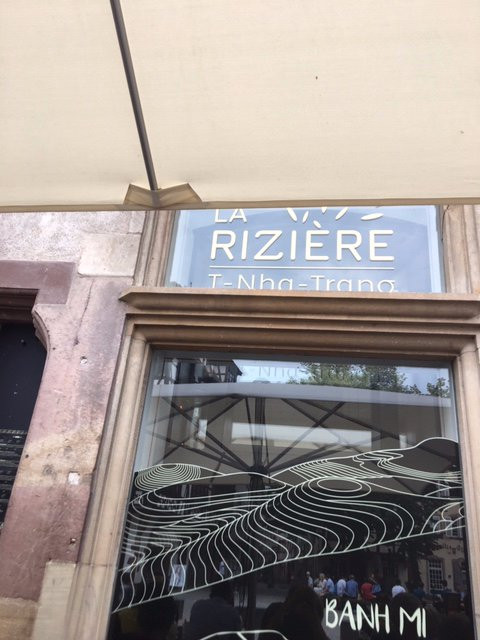 LA
RIZIÈRE
T-Nha-Trang
BANH MI